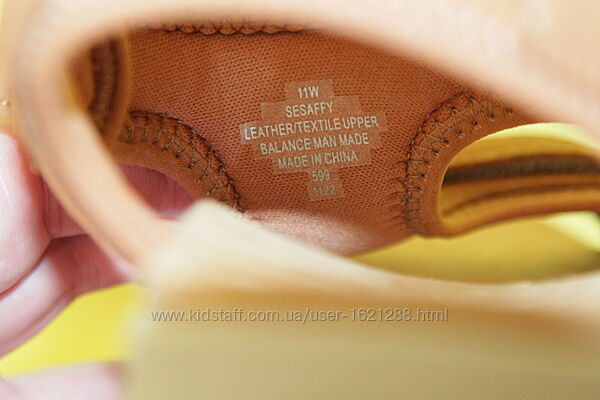 11W
SESAFFY
LEATHER/TEXTILE UPPER
BALANCE MAN MADE
MADE IN CHINA
599
1122
www.kidstaff.com.ua/user-1621288.html